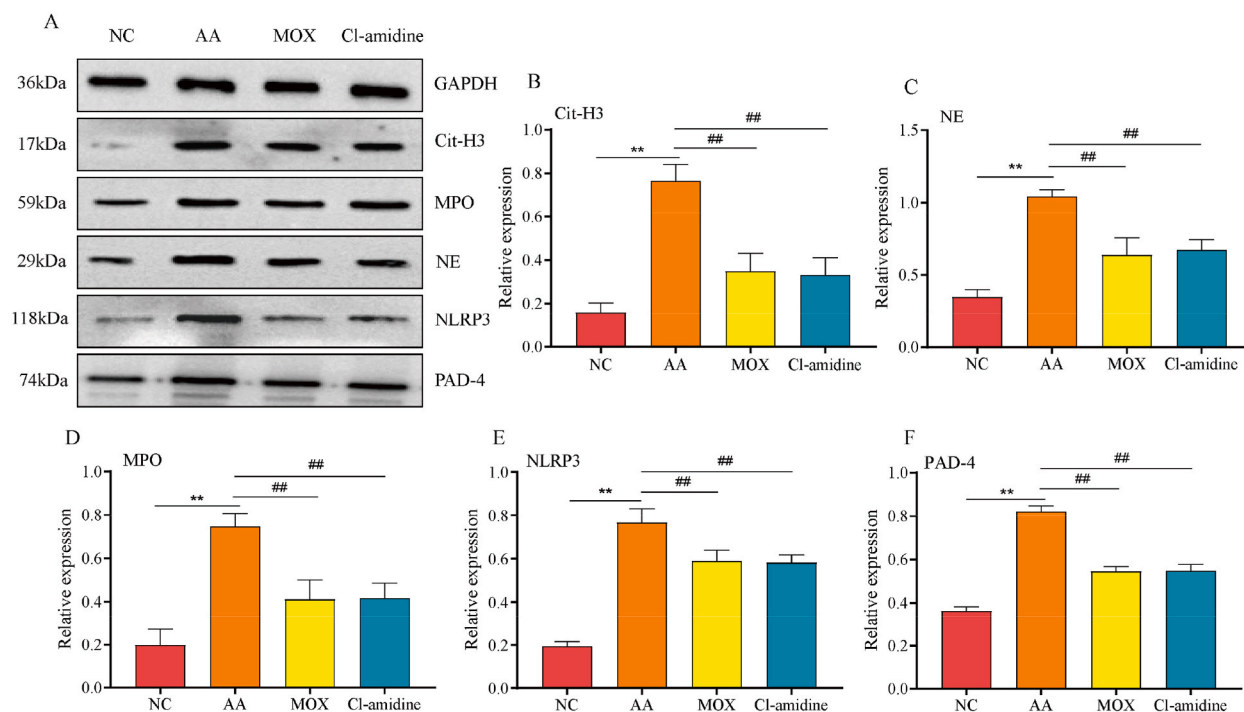 A
NC AA MOX Cl-amidine
36kDa GAPDH
17kDa Cit-H3
59kDa MPO
29kDa NE
118kDa NLRP3
74kDa PAD-4
B
Cit-H3
Relative expression
1.0
0.8
0.6
0.4
0.2
0.0
##
##
**
NC AA MOX Cl-amidine
C
NE
Relative expression
1.5
1.0
0.5
0.0
##
##
**
NC AA MOX Cl-amidine
D
MPO
Relative expression
1.0
0.8
0.6
0.4
0.2
0.0
##
##
**
NC AA MOX Cl-amidine
E
NLRP3
Relative expression
1.0
0.8
0.6
0.4
0.2
0.0
##
##
**
NC AA MOX Cl-amidine
F
PAD-4
Relative expression
1.0
0.8
0.6
0.4
0.2
0.0
##
##
**
NC AA MOX Cl-amidine